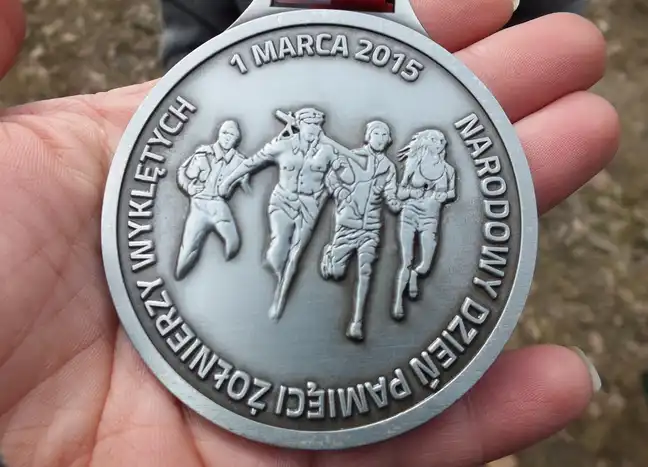 1 MARCA 2015
NARODOWY DZIEŃ PAMIĘCI ŻOŁNIERZY WYKLĘTYCH